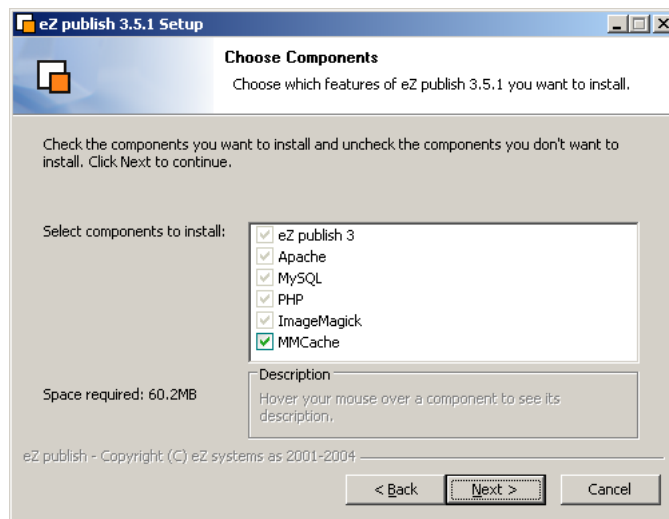 eZ publish 3.5.1 Setup
Choose Components
Choose which features of eZ publish 3.5.1 you want to install.
Check the components you want to install and uncheck the components you don't want to
install. Click Next to continue.
Select components to install:
eZ publish 3
Apache
MySQL
PHP
ImageMagick
MMCache
Space required: 60.2MB
Description
Hover your mouse over a component to see its
description.
eZ publish - Copyright (C) eZ systems as 2001-2004
< Back
Next >
Cancel